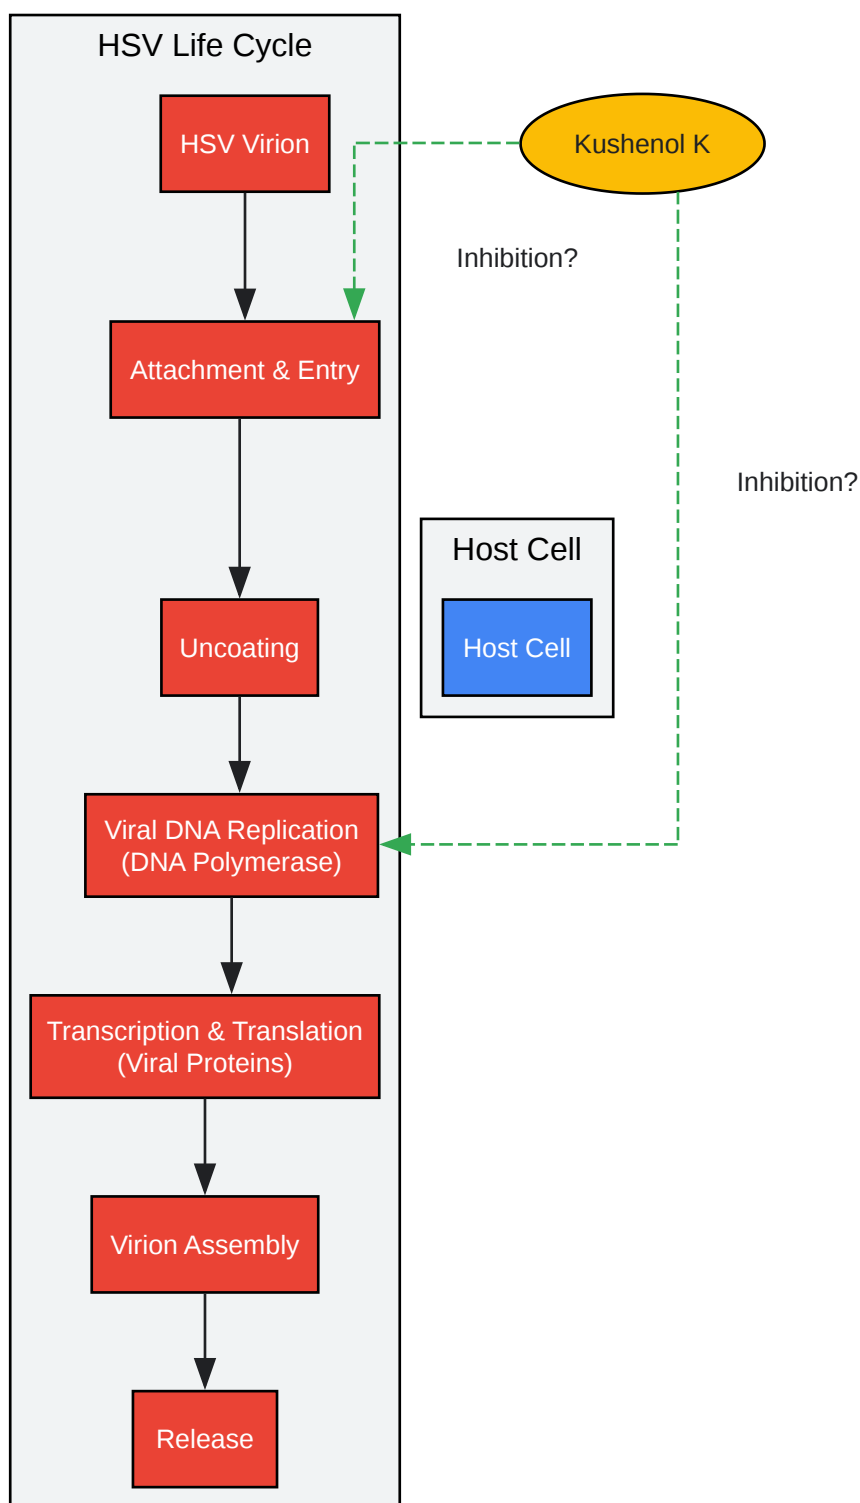 HSV Life Cycle
HSV Virion
Kushenol K
Inhibition?
Attachment & Entry
Inhibition?
Host Cell
Uncoating
Host Cell
Viral DNA Replication
(DNA Polymerase)
Transcription & Translation
(Viral Proteins)
Virion Assembly
Release